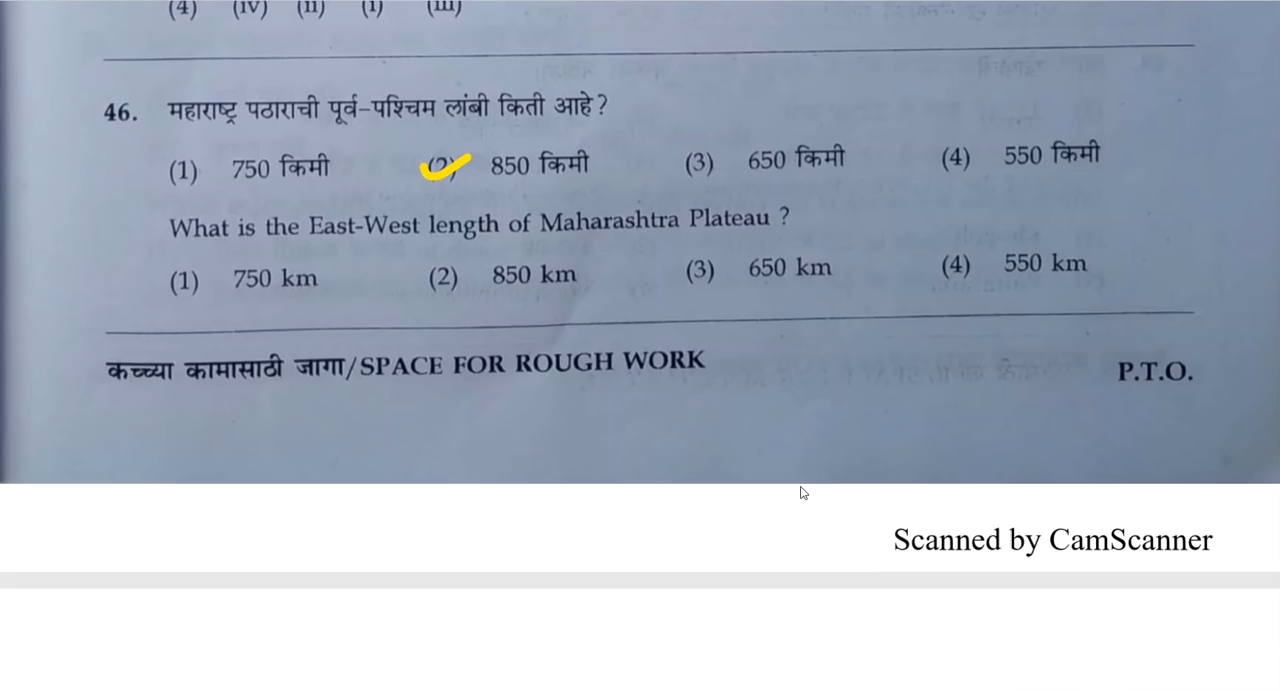 (4) (IV) (II) (I) (III)
46. महाराष्ट्र पठाराची पूर्व-पश्चिम लांबी किती आहे?
(1) 750 किमी (2) 850 किमी (3) 650 किमी (4) 550 किमी
What is the East-West length of Maharashtra Plateau ?
(1) 750 km (2) 850 km (3) 650 km (4) 550 km
कच्च्या कामासाठी जागा/SPACE FOR ROUGH WORK P.T.O.
Scanned by CamScanner